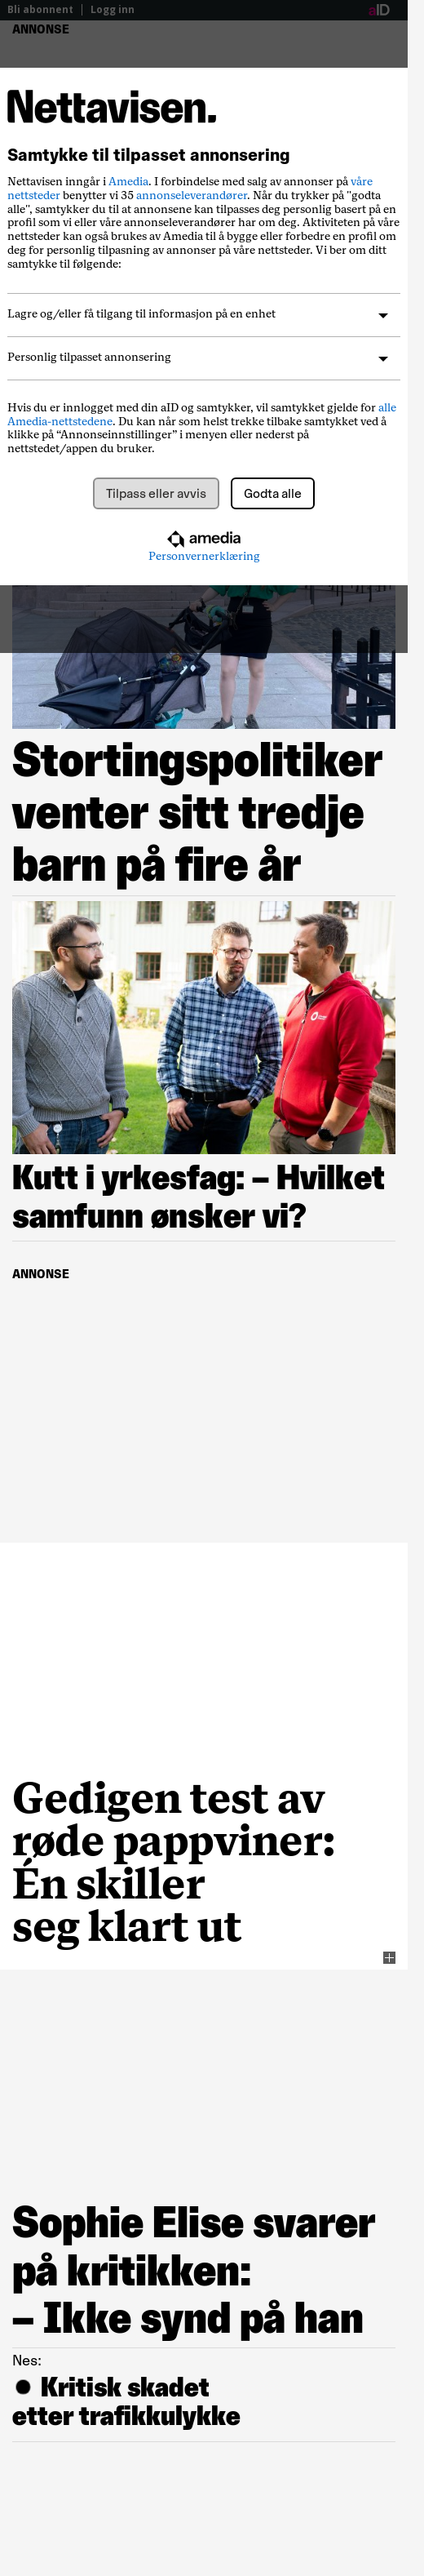 Bli abonnent | Logg inn
aID
ANNONSE
Nettavisen.
Samtykke til tilpasset annonsering
Nettavisen inngår i Amedia. I forbindelse med salg av annonser på våre
nettsteder benytter vi 35 annonseleverandører. Når du trykker på "godta
alle", samtykker du til at annonsene kan tilpasses deg personlig basert på en
profil som vi eller våre annonseleverandører har om deg. Aktiviteten på våre
nettsteder kan også brukes av Amedia til å bygge eller forbedre en profil om
deg for personlig tilpasning av annonser på våre nettsteder. Vi ber om ditt
samtykke til følgende:
Lagre og/eller få tilgang til informasjon på en enhet
Personlig tilpasset annonsering
Hvis du er innlogget med din aID og samtykker, vil samtykket gjelde for alle
Amedia-nettstedene. Du kan når som helst trekke tilbake samtykket ved å
klikke på “Annonseinnstillinger” i menyen eller nederst på
nettstedet/appen du bruker.
Tilpass eller avvis
Godta alle
amedia
Personvernerklæring
Stortingspolitiker
venter sitt tredje
barn på fire år
Kutt i yrkesfag: – Hvilket
samfunn ønsker vi?
ANNONSE
Gedigen test av
røde pappviner:
Én skiller
seg klart ut
Sophie Elise svarer
på kritikken:
– Ikke synd på han
Nes:
Kritisk skadet
etter trafikkulykke